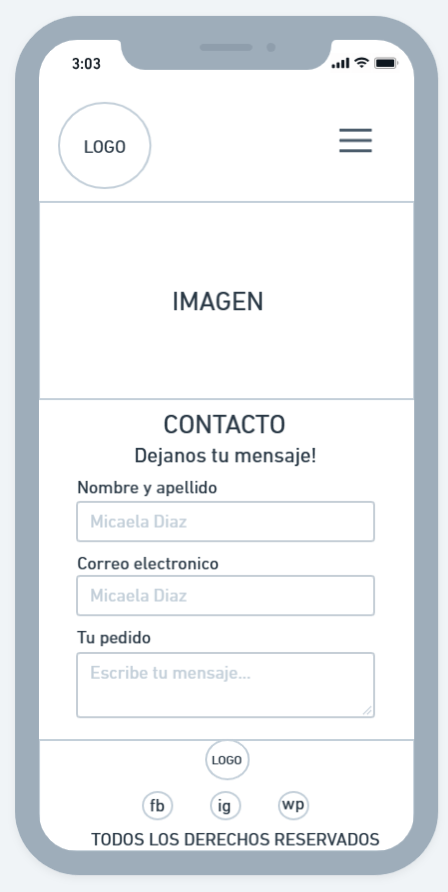 3:03
LOGO
IMAGEN
CONTACTO
Dejanos tu mensaje!
Nombre y apellido
Micaela Diaz
Correo electronico
Micaela Diaz
Tu pedido
Escribe tu mensaje...
LOGO
fb ig wp
TODOS LOS DERECHOS RESERVADOS